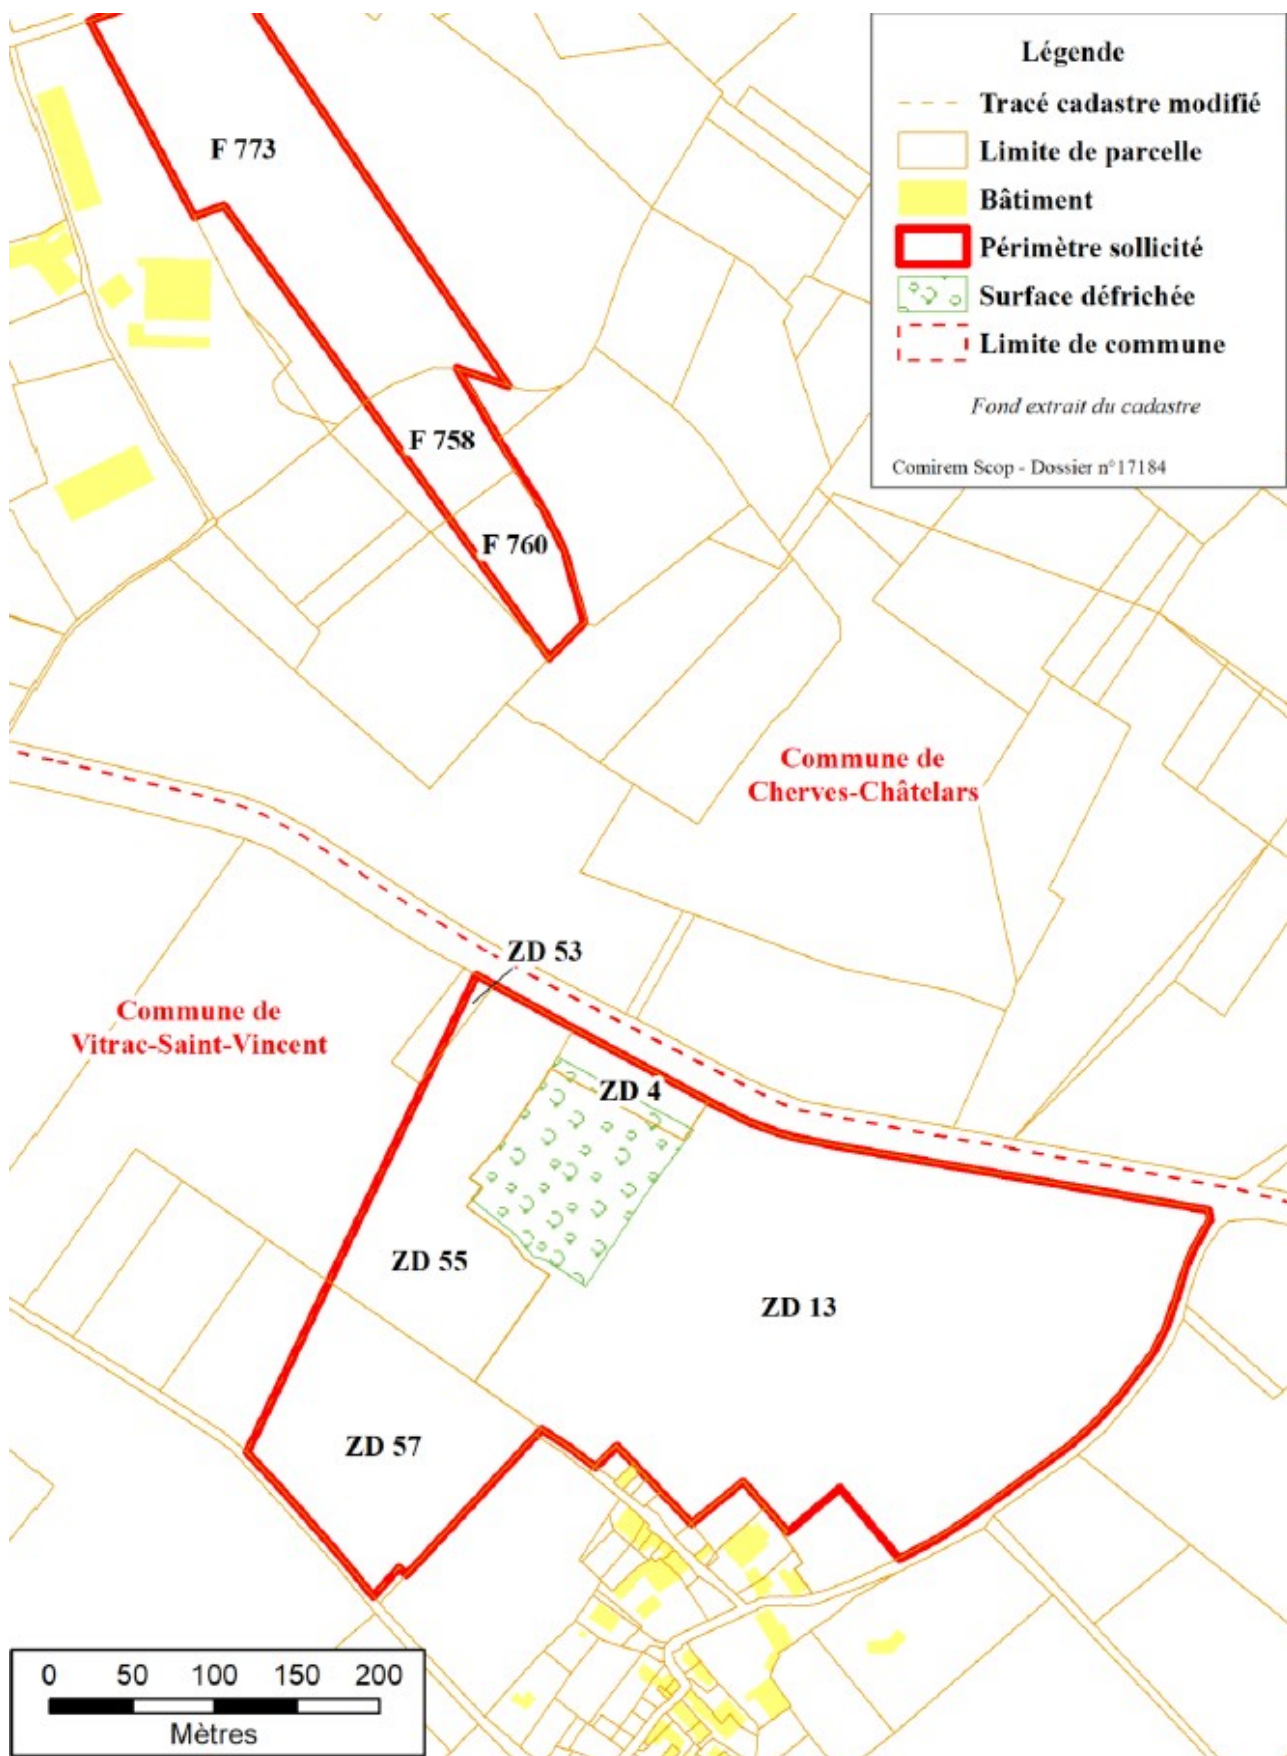 Légende
Tracé cadastre modifié
Limite de parcelle
Bâtiment
Périmètre sollicité
Surface défrichée
Limite de commune
Fond extrait du cadastre
Comirem Scop - Dossier n°17184
F 773
F 758
F 760
Commune de
Cherves-Châtelars
ZD 53
Commune de
Vitrac-Saint-Vincent
ZD 4
ZD 55
ZD 13
ZD 57
0 50 100 150 200
Mètres